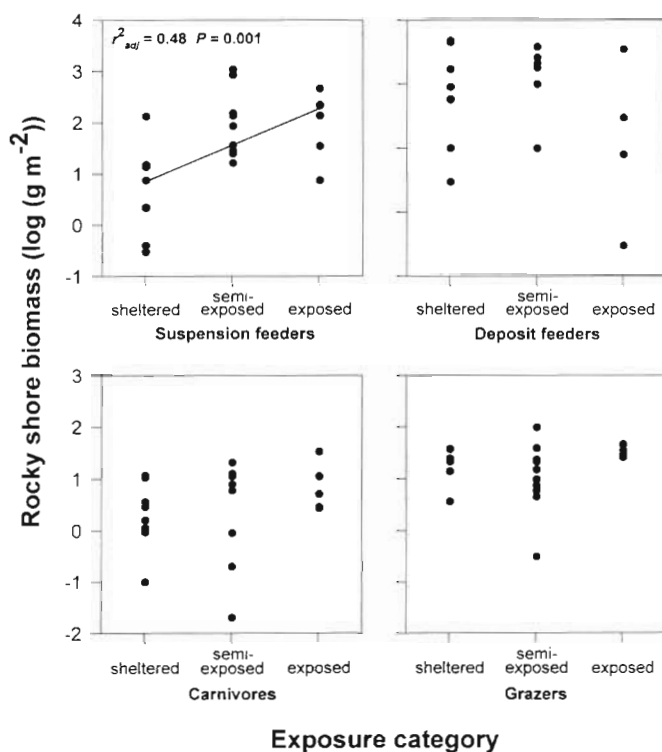 Rocky shore biomass (log (g m⁻²))
r²adj = 0.48 P = 0.001
4
3
2
1
0
-1
sheltered
semi-
exposed
exposed
Suspension feeders
sheltered
semi-
exposed
exposed
Deposit feeders
3
2
1
0
-1
-2
sheltered
semi-
exposed
exposed
Carnivores
sheltered
semi-
exposed
exposed
Grazers
Exposure category